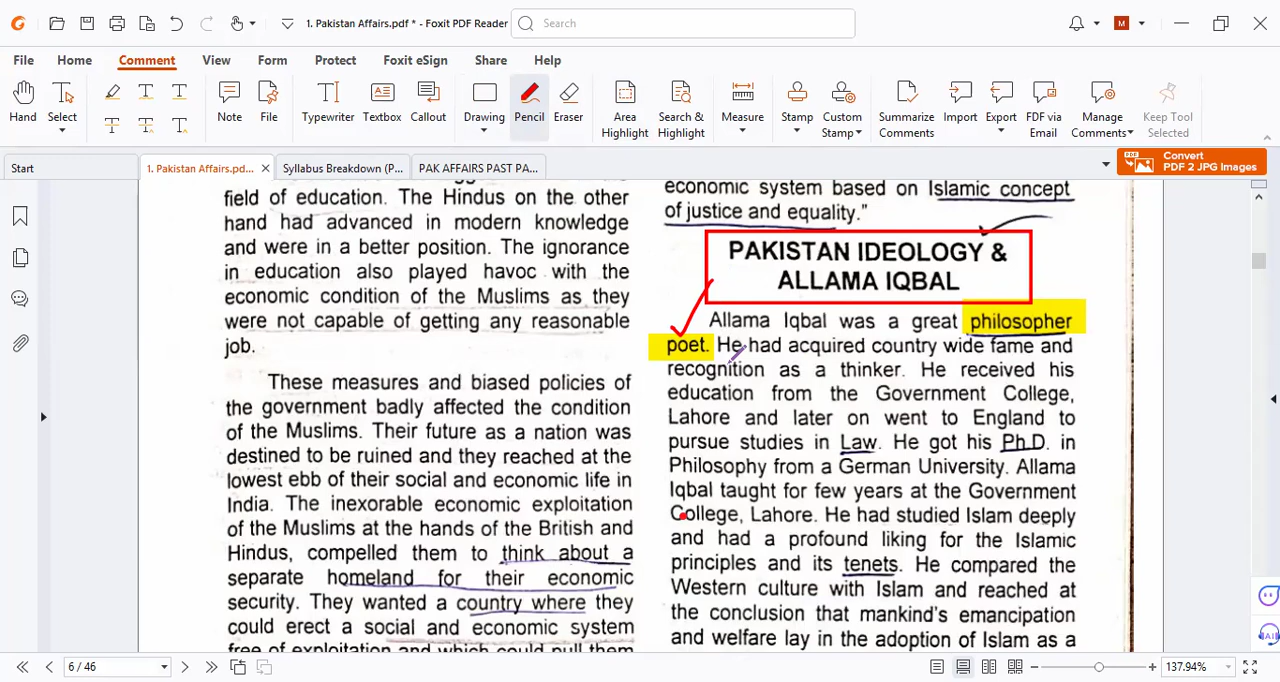 1. Pakistan Affairs.pdf * - Foxit PDF Reader
Search
M
File Home Comment View Form Protect Foxit eSign Share Help
Hand Select Note File Typewriter Textbox Callout Drawing Pencil Eraser Area Highlight Search & Highlight Measure Stamp Custom Stamp Summarize Comments Import Export FDF via Email Manage Comments Keep Tool Selected
Start
1. Pakistan Affairs.pd...
Syllabus Breakdown (P...
PAK AFFAIRS PAST PA...
Convert
PDF 2 JPG Images
field of education. The Hindus on the other
hand had advanced in modern knowledge
and were in a better position. The ignorance
in education also played havoc with the
economic condition of the Muslims as they
were not capable of getting any reasonable
job.
These measures and biased policies of
the government badly affected the condition
of the Muslims. Their future as a nation was
destined to be ruined and they reached at the
lowest ebb of their social and economic life in
India. The inexorable economic exploitation
of the Muslims at the hands of the British and
Hindus, compelled them to think about a
separate homeland for their economic
security. They wanted a country where they
could erect a social and economic system
free of exploitation and which could pull them
economic system based on Islamic concept
of justice and equality."
PAKISTAN IDEOLOGY &
ALLAMA IQBAL
Allama Iqbal was a great philosopher
poet. He had acquired country wide fame and
recognition as a thinker. He received his
education from the Government College,
Lahore and later on went to England to
pursue studies in Law. He got his Ph.D. in
Philosophy from a German University. Allama
Iqbal taught for few years at the Government
College, Lahore. He had studied Islam deeply
and had a profound liking for the Islamic
principles and its tenets. He compared the
Western culture with Islam and reached at
the conclusion that mankind's emancipation
and welfare lay in the adoption of Islam as a
6 / 46
137.94%